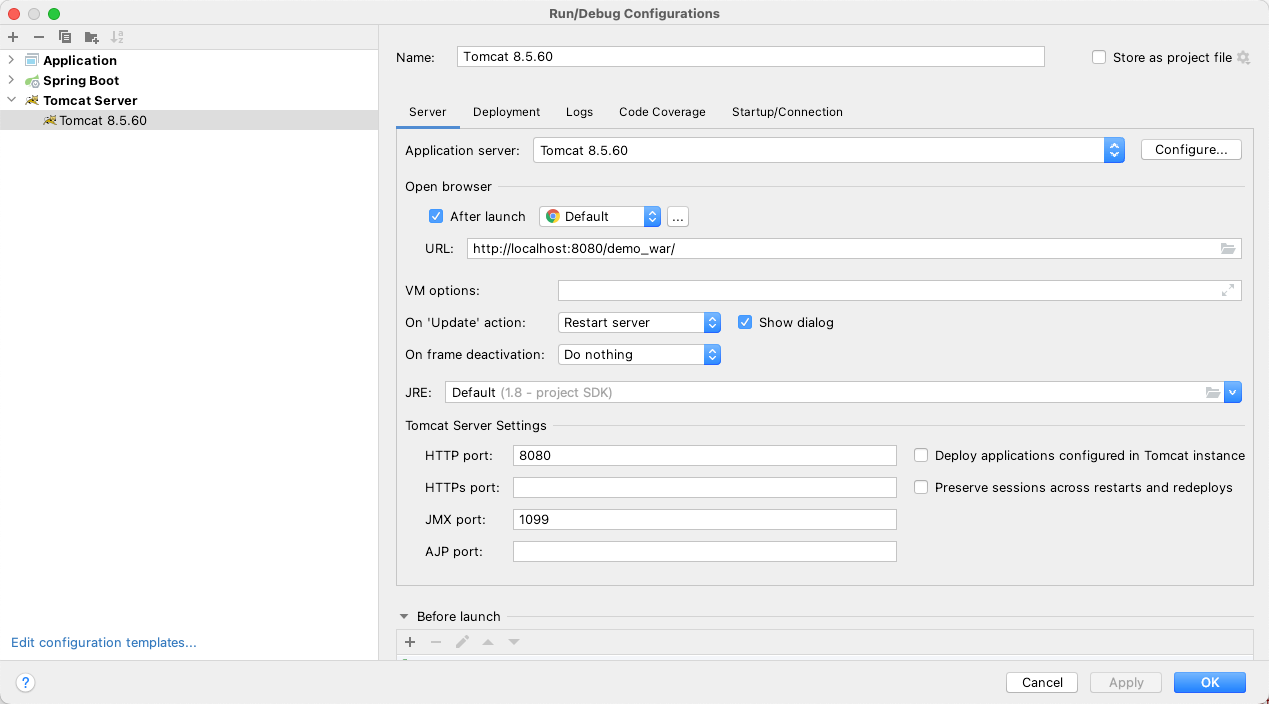 Run/Debug Configurations
Application
Spring Boot
Tomcat Server
Tomcat 8.5.60
Edit configuration templates...
Name: Tomcat 8.5.60 Store as project file
Server Deployment Logs Code Coverage Startup/Connection
Application server: Tomcat 8.5.60 Configure...
Open browser
After launch Default ...
URL: http://localhost:8080/demo_war/
VM options:
On 'Update' action: Restart server Show dialog
On frame deactivation: Do nothing
JRE: Default (1.8 - project SDK)
Tomcat Server Settings
HTTP port: 8080 Deploy applications configured in Tomcat instance
HTTPs port: Preserve sessions across restarts and redeploys
JMX port: 1099
AJP port:
Before launch
? Cancel Apply OK